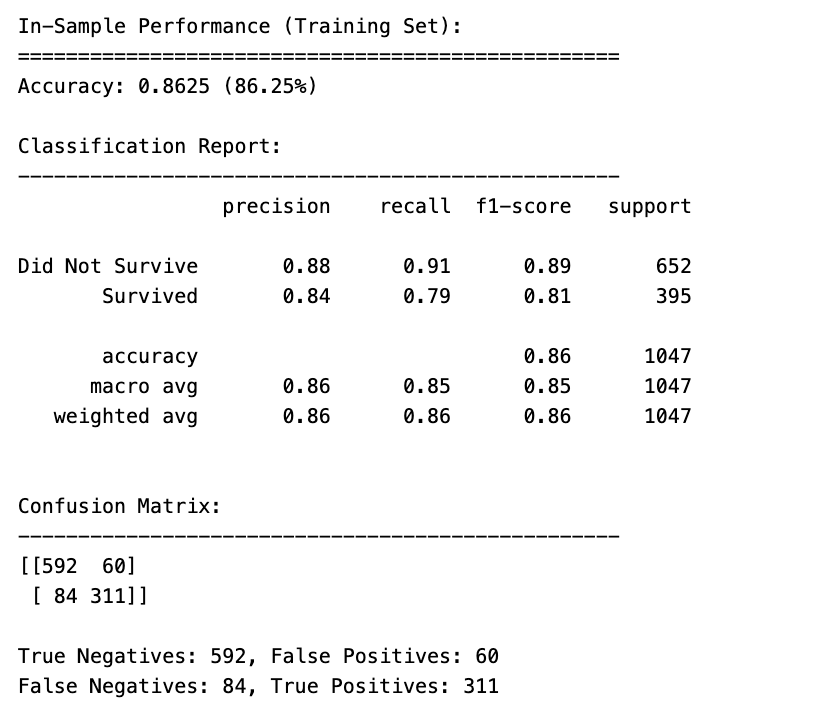 In-Sample Performance (Training Set):
==================================================
Accuracy: 0.8625 (86.25%)
Classification Report:
--------------------------------------------------
precision recall f1-score support
Did Not Survive 0.88 0.91 0.89 652
Survived 0.84 0.79 0.81 395
accuracy 0.86 1047
macro avg 0.86 0.85 0.85 1047
weighted avg 0.86 0.86 0.86 1047
Confusion Matrix:
--------------------------------------------------
[[592 60]
[ 84 311]]
True Negatives: 592, False Positives: 60
False Negatives: 84, True Positives: 311